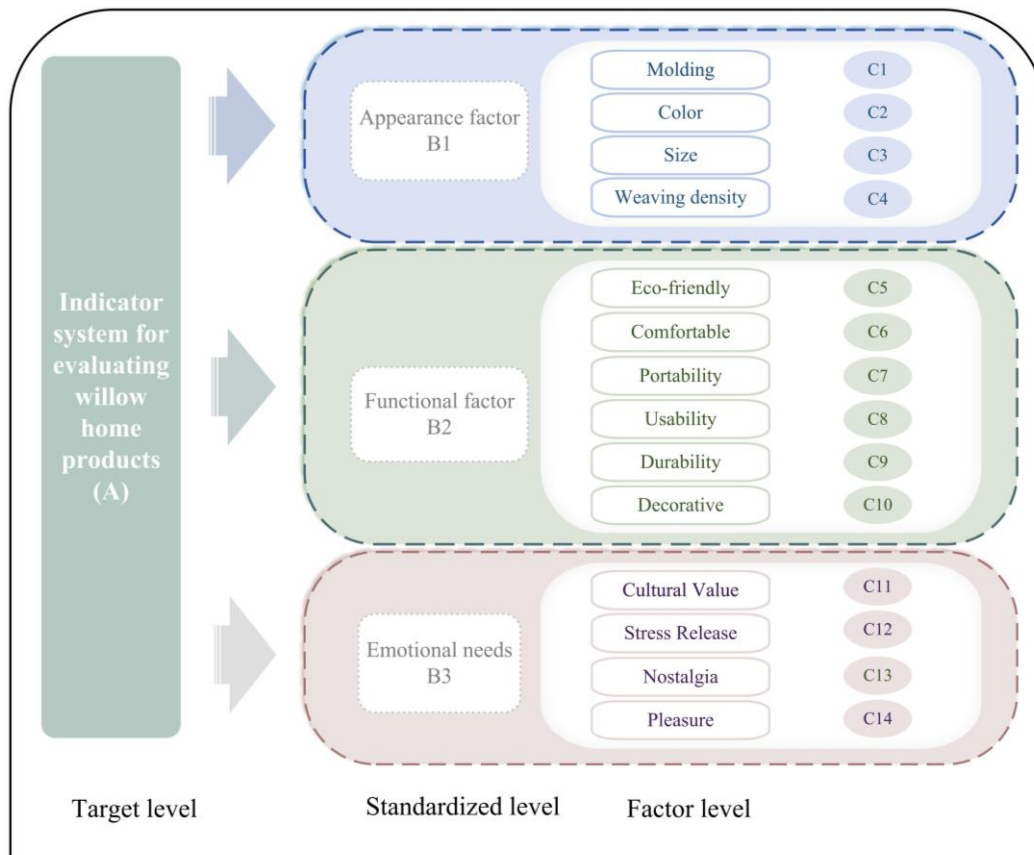 Indicator
system for
evaluating
willow
home
products
(A)
Appearance factor
B1
Molding C1
Color C2
Size C3
Weaving density C4
Functional factor
B2
Eco-friendly C5
Comfortable C6
Portability C7
Usability C8
Durability C9
Decorative C10
Emotional needs
B3
Cultural Value C11
Stress Release C12
Nostalgia C13
Pleasure C14
Target level Standardized level Factor level